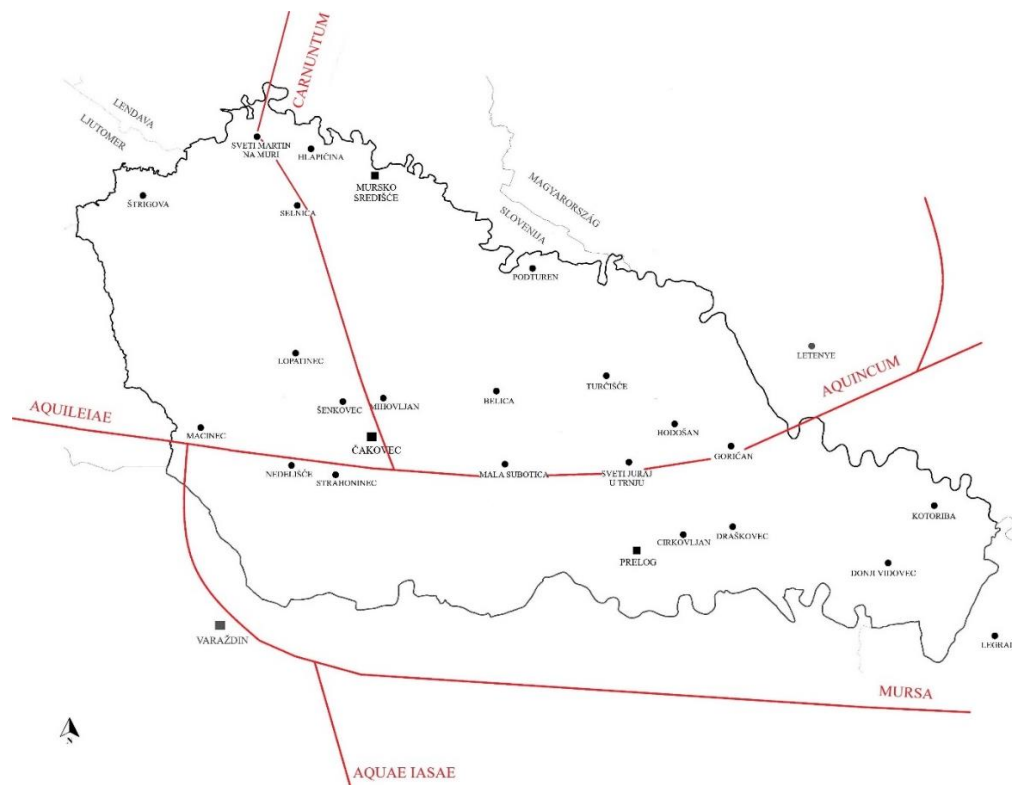 CARNUNTUM
LENDAVA
LJUTOMER
SVETI MARTIN
NA MURI
HLAPIČINA
MURSKO
SREDIŠĆE
ŠTRIGOVA
SELNICA
MAGYARORSZÁG
SLOVENIJA
PODTUREN
LOPATINEC
LETENYE
TURČIŠĆE
AQUINCUM
ŠENKOVEC
MIHOVLJAN
BELICA
AQUILEIAE
MACINEC
HODOŠAN
ČAKOVEC
GORIČAN
NEDELIŠĆE
STRAHONINEC
MALA SUBOTICA
SVETI JURAJ
U TRNJU
KOTORIBA
CIRKOVLJAN
DRAŠKOVEC
PRELOG
DONJI VIDOVEC
VARAŽDIN
LEGRAD
MURSA
S
AQUAE IASAE